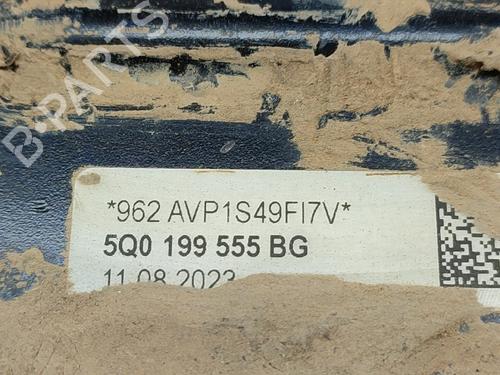 B-PARTS
*962 AVP1S49FI7V*
5Q0 199 555 BG
11.08.2023